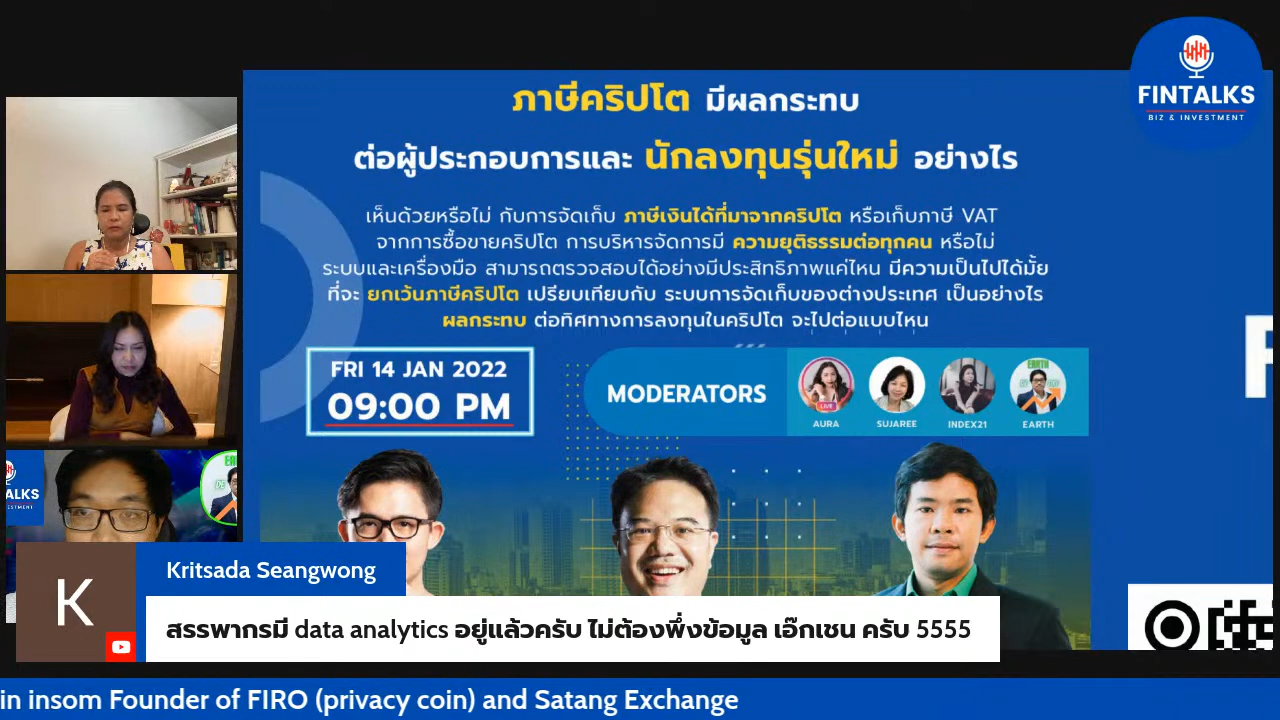 ภาษีคริปโต มีผลกระทบ
ต่อผู้ประกอบการและ นักลงทุนรุ่นใหม่ อย่างไร
เห็นด้วยหรือไม่ กับการจัดเก็บ ภาษีเงินได้ที่มาจากคริปโต หรือเก็บภาษี VAT
จากการซื้อขายคริปโต การบริหารจัดการมี ความยุติธรรมต่อทุกคน หรือไม่
ระบบและเครื่องมือ สามารถตรวจสอบได้อย่างมีประสิทธิภาพแค่ไหน มีความเป็นไปได้มั้ย
ที่จะ ยกเว้นภาษีคริปโต เปรียบเทียบกับ ระบบการจัดเก็บของต่างประเทศ เป็นอย่างไร
ผลกระทบ ต่อทิศทางการลงทุนในคริปโต จะไปต่อแบบไหน
FINTALKS
BIZ & INVESTMENT
FRI 14 JAN 2022
09:00 PM
MODERATORS
LIVE
EARTH
AURA
SUJAREE
INDEX21
EARTH
TALKS
K
Kritsada Seangwong
สรรพากรมี data analytics อยู่แล้วครับ ไม่ต้องพึ่งข้อมูล เอ๊กเชน ครับ 5555
in insom Founder of FIRO (privacy coin) and Satang Exchange